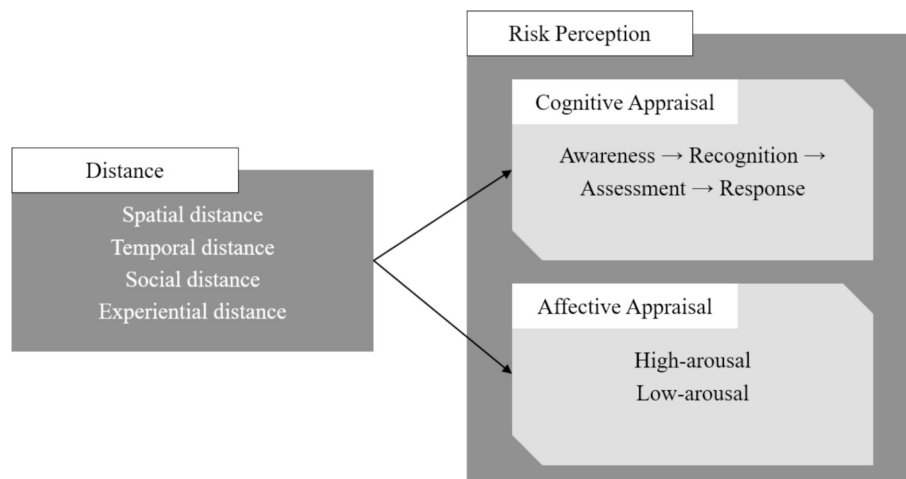 Risk Perception
Cognitive Appraisal
Awareness → Recognition →
Assessment → Response
Distance
Spatial distance
Temporal distance
Social distance
Experiential distance
Affective Appraisal
High-arousal
Low-arousal